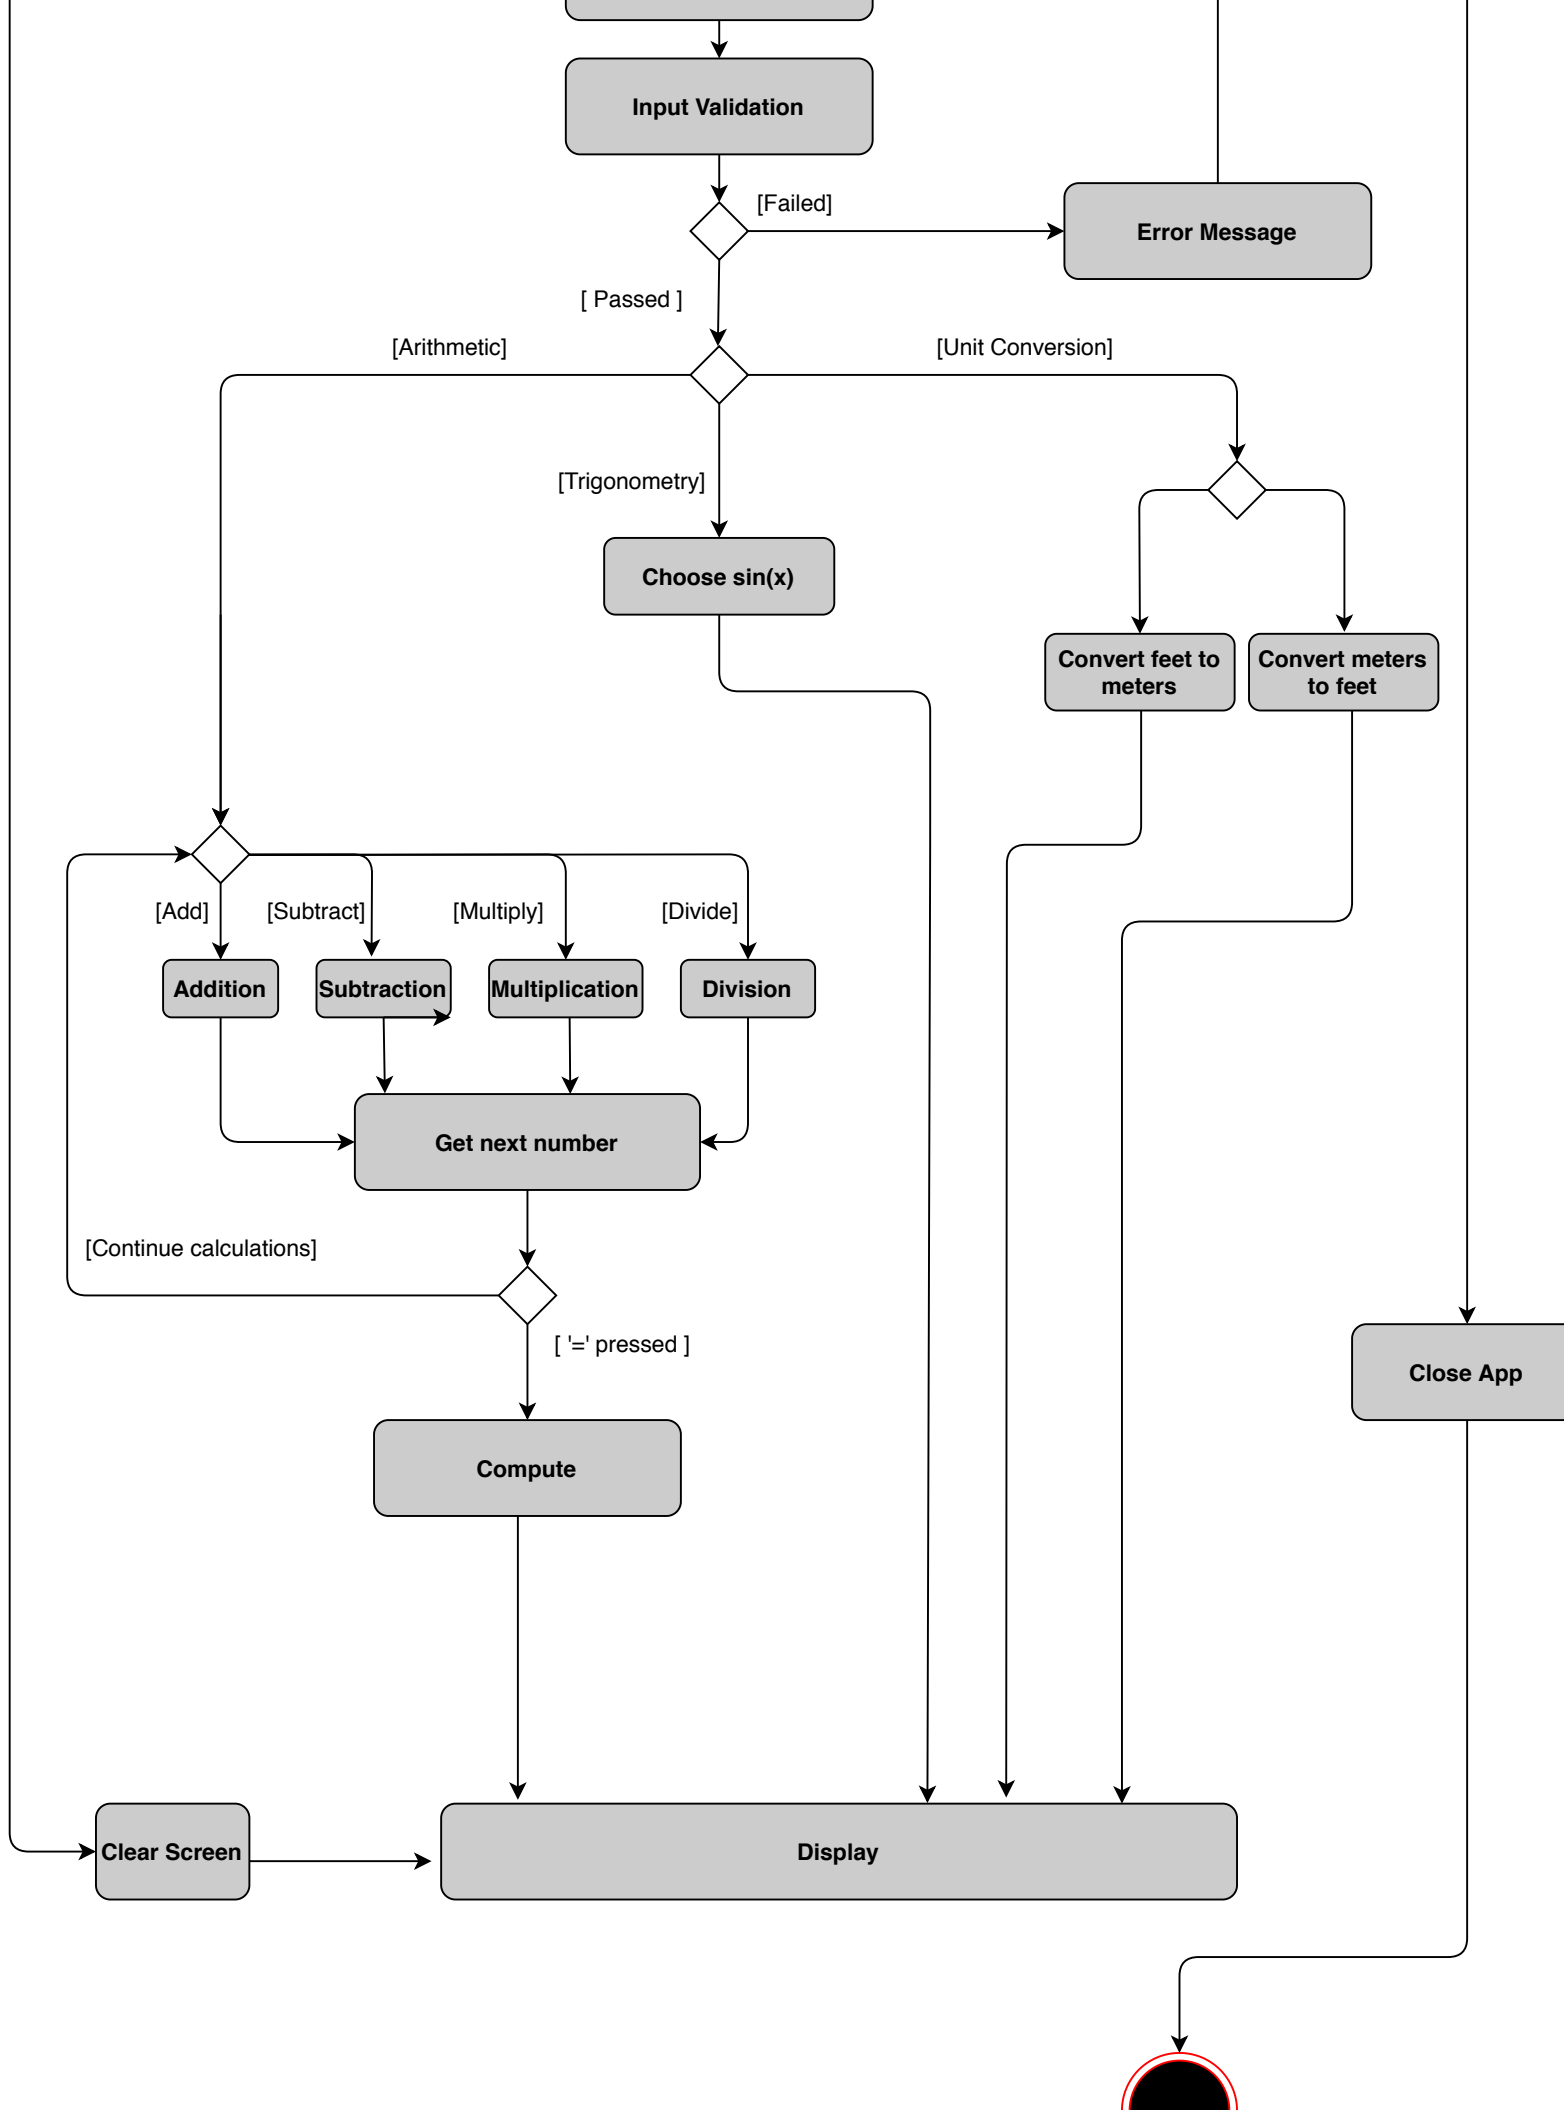 Input Validation
[Failed]
Error Message
[ Passed ]
[Arithmetic]
[Unit Conversion]
[Trigonometry]
Choose sin(x)
Convert feet to
meters
Convert meters
to feet
[Add]
[Subtract]
[Multiply]
[Divide]
Addition
Subtraction
Multiplication
Division
Get next number
[Continue calculations]
[ '=' pressed ]
Close App
Compute
Clear Screen
Display